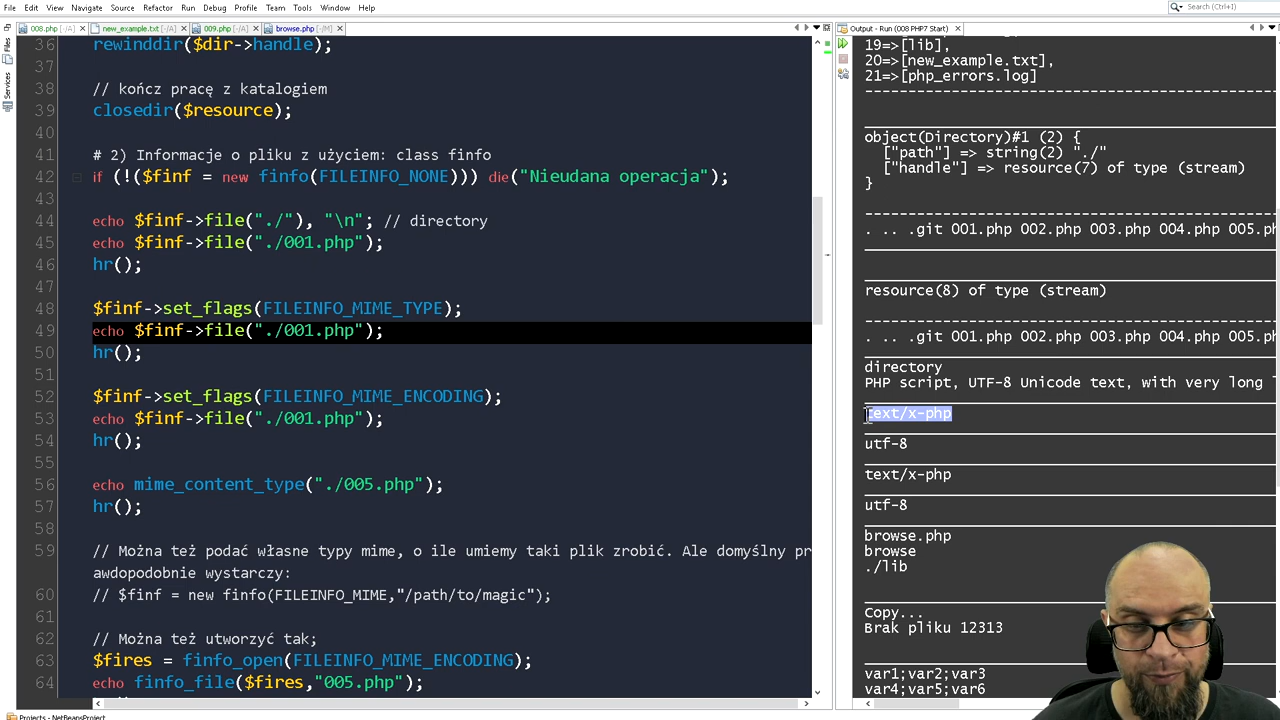 File Edit View Navigate Source Refactor Run Debug Profile Team Tools Window Help
Search (Ctrl+I)
008.php [-/A] new_example.txt [-/A] 009.php [-/A] browse.php [-/M]
Output - Run (008 PHP7 Start)
Files
Services
36 rewinddir($dir->handle);
37
38 // kończ pracę z katalogiem
39 closedir($resource);
40
41 # 2) Informacje o pliku z użyciem: class finfo
42 if (!($finf = new finfo(FILEINFO_NONE))) die("Nieudana operacja");
43
44 echo $finf->file("./"), "\n"; // directory
45 echo $finf->file("./001.php");
46 hr();
47
48 $finf->set_flags(FILEINFO_MIME_TYPE);
49 echo $finf->file("./001.php");
50 hr();
51
52 $finf->set_flags(FILEINFO_MIME_ENCODING);
53 echo $finf->file("./001.php");
54 hr();
55
56 echo mime_content_type("./005.php");
57 hr();
58
59 // Można też podać własne typy mime, o ile umiemy taki plik zrobić. Ale domyślny pr
awdopodobnie wystarczy:
60 // $finf = new finfo(FILEINFO_MIME,"/path/to/magic");
61
62 // Można też utworzyć tak;
63 $fires = finfo_open(FILEINFO_MIME_ENCODING);
64 echo finfo_file($fires,"005.php");
19=>[lib],
20=>[new_example.txt],
21=>[php_errors.log]
object(Directory)#1 (2) {
["path"] => string(2) "./"
["handle"] => resource(7) of type (stream)
}
. .. .git 001.php 002.php 003.php 004.php 005.ph
resource(8) of type (stream)
. .. .git 001.php 002.php 003.php 004.php 005.ph
directory
PHP script, UTF-8 Unicode text, with very long
text/x-php
utf-8
text/x-php
utf-8
browse.php
browse
./lib
Copy...
Brak pliku 12313
var1;var2;var3
var4;var5;var6
Projects - NetBeansProject